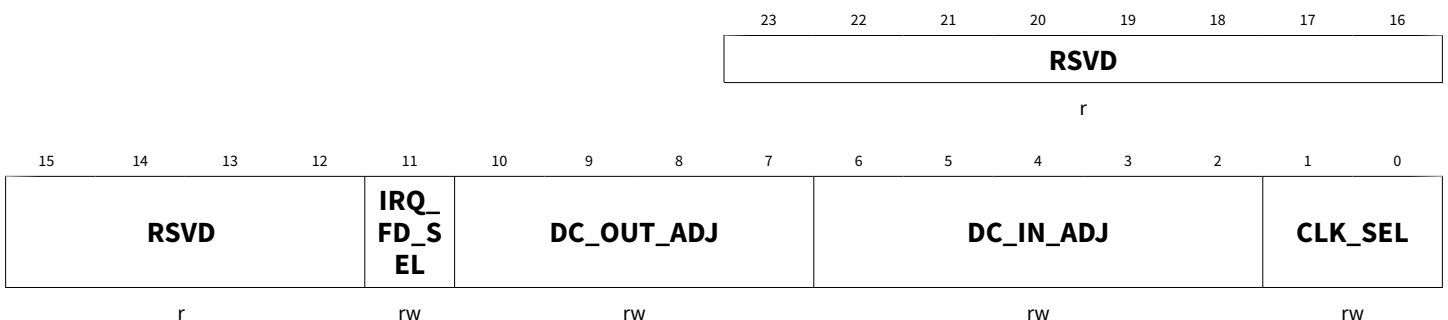 23 22 21 20 19 18 17 16
RSVD
r
15 14 13 12 11 10 9 8 7 6 5 4 3 2 1 0
RSVD IRQ_ DC_OUT_ADJ DC_IN_ADJ CLK_SEL
FD_S
EL
r rw rw rw rw